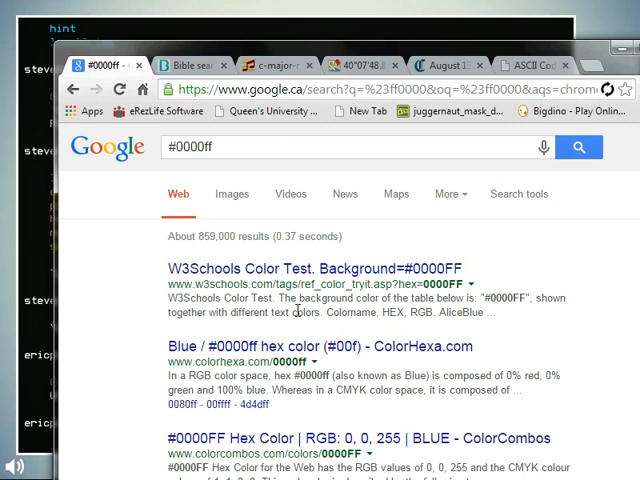 hint
steve
steve
steve
ericp
ericp
#0000ff -
Bible sear
c-major-r
40°07'48.8
August 13
ASCII Cod
https://www.google.ca/search?q=%23ff0000&oq=%23ff0000&aqs=chrome
Apps eRezLife Software Queen's University ... New Tab juggernaut_mask_d... Bigdino - Play Onlin...
Google #0000ff
Web Images Videos News Maps More Search tools
About 859,000 results (0.37 seconds)
W3Schools Color Test. Background=#0000FF
www.w3schools.com/tags/ref_color_tryit.asp?hex=0000FF
W3Schools Color Test. The background color of the table below is: "#0000FF", shown
together with different text colors. Colorname, HEX, RGB. AliceBlue ...
Blue / #0000ff hex color (#00f) - ColorHexa.com
www.colorhexa.com/0000ff
In a RGB color space, hex #0000ff (also known as Blue) is composed of 0% red, 0%
green and 100% blue. Whereas in a CMYK color space, it is composed of ...
0080ff - 00ffff - 4d4dff
#0000FF Hex Color | RGB: 0, 0, 255 | BLUE - ColorCombos
www.colorcombos.com/colors/0000FF
#0000FF Hex Color for the Web has the RGB values of 0, 0, 255 and the CMYK colour